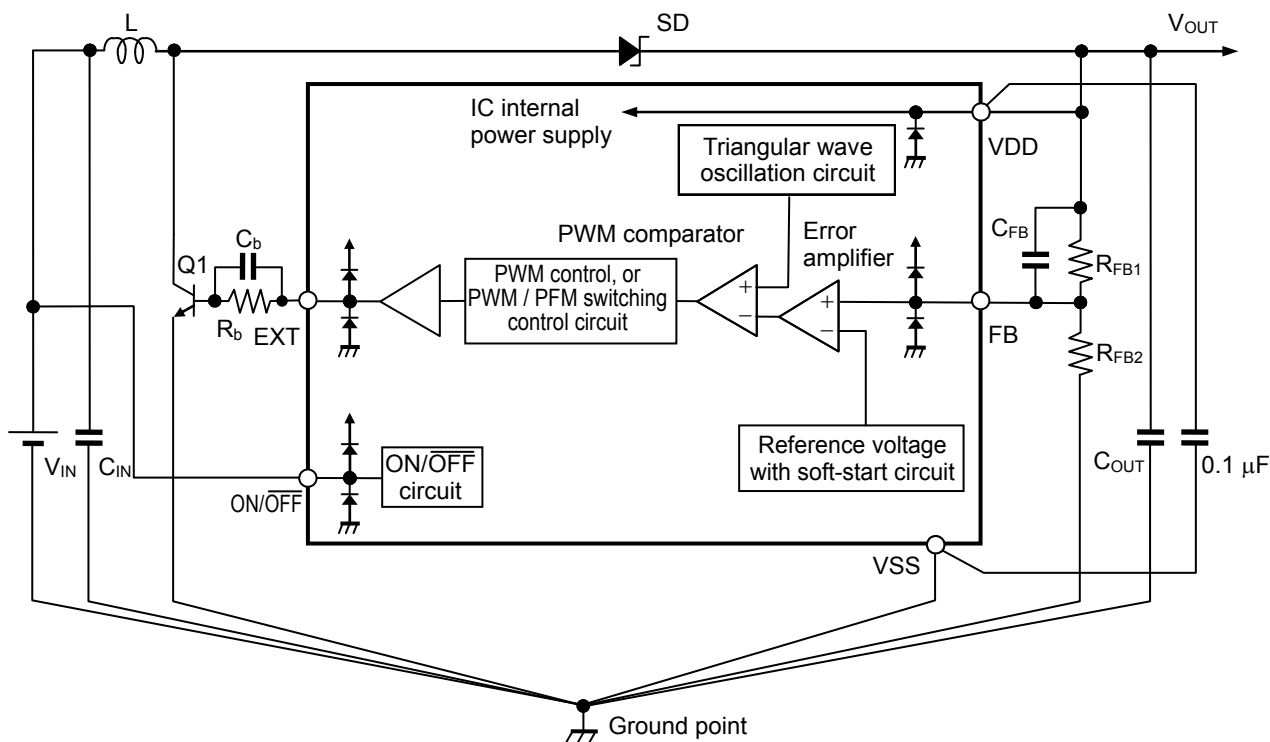 L
SD
VOUT
IC internal
power supply
VDD
Triangular wave
oscillation circuit
CFB
Cb
PWM comparator
Error
amplifier
Q1
PWM control, or
PWM / PFM switching
control circuit
+
−
+
−
RFB1
Rb
EXT
FB
RFB2
VIN
CIN
ON/OFF
circuit
Reference voltage
with soft-start circuit
COUT
0.1 μF
ON/OFF
VSS
Ground point